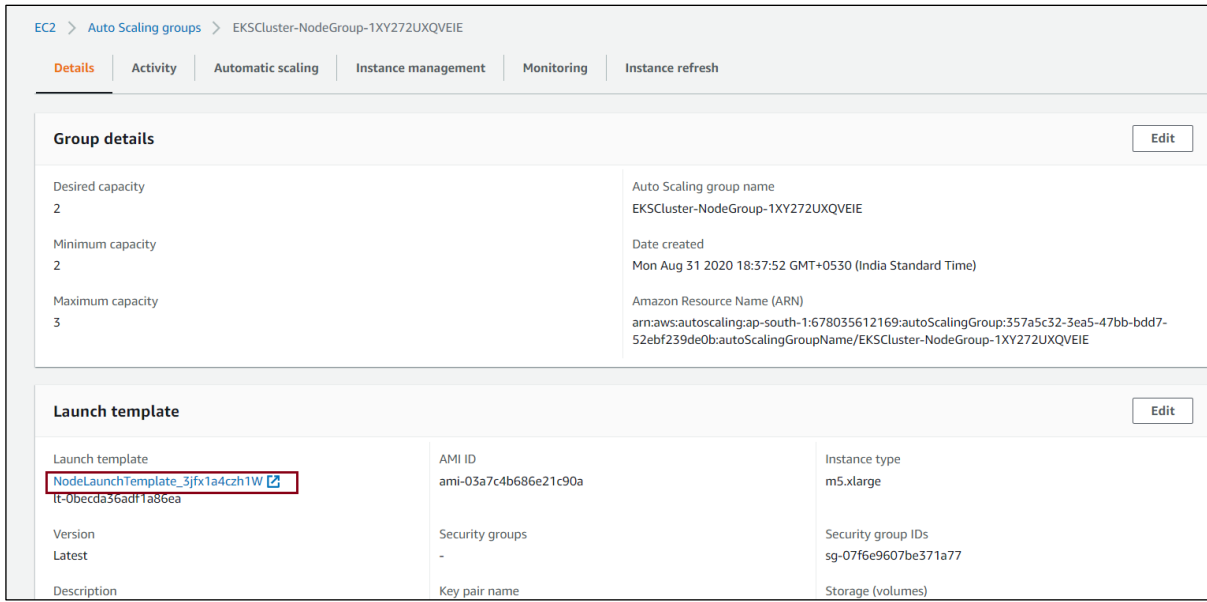 EC2 > Auto Scaling groups > EKSCluster-NodeGroup-1XY272UXQVEIE
Details Activity Automatic scaling Instance management Monitoring Instance refresh
Group details Edit
Desired capacity
2
Minimum capacity
2
Maximum capacity
3
Auto Scaling group name
EKSCluster-NodeGroup-1XY272UXQVEIE
Date created
Mon Aug 31 2020 18:37:52 GMT+0530 (India Standard Time)
Amazon Resource Name (ARN)
arn:aws:autoscaling:ap-south-1:678035612169:autoScalingGroup:357a5c32-3ea5-47bb-bdd7-
52ebf239de0b:autoScalingGroupName/EKSCluster-NodeGroup-1XY272UXQVEIE
Launch template Edit
Launch template
NodeLaunchTemplate_3jfx1a4czh1W
lt-0becda36adf1a86ea
AMI ID
ami-03a7c4b686e21c90a
Instance type
m5.xlarge
Version
Latest
Security groups
-
Security group IDs
sg-07f6e9607be371a77
Description
Key pair name
Storage (volumes)